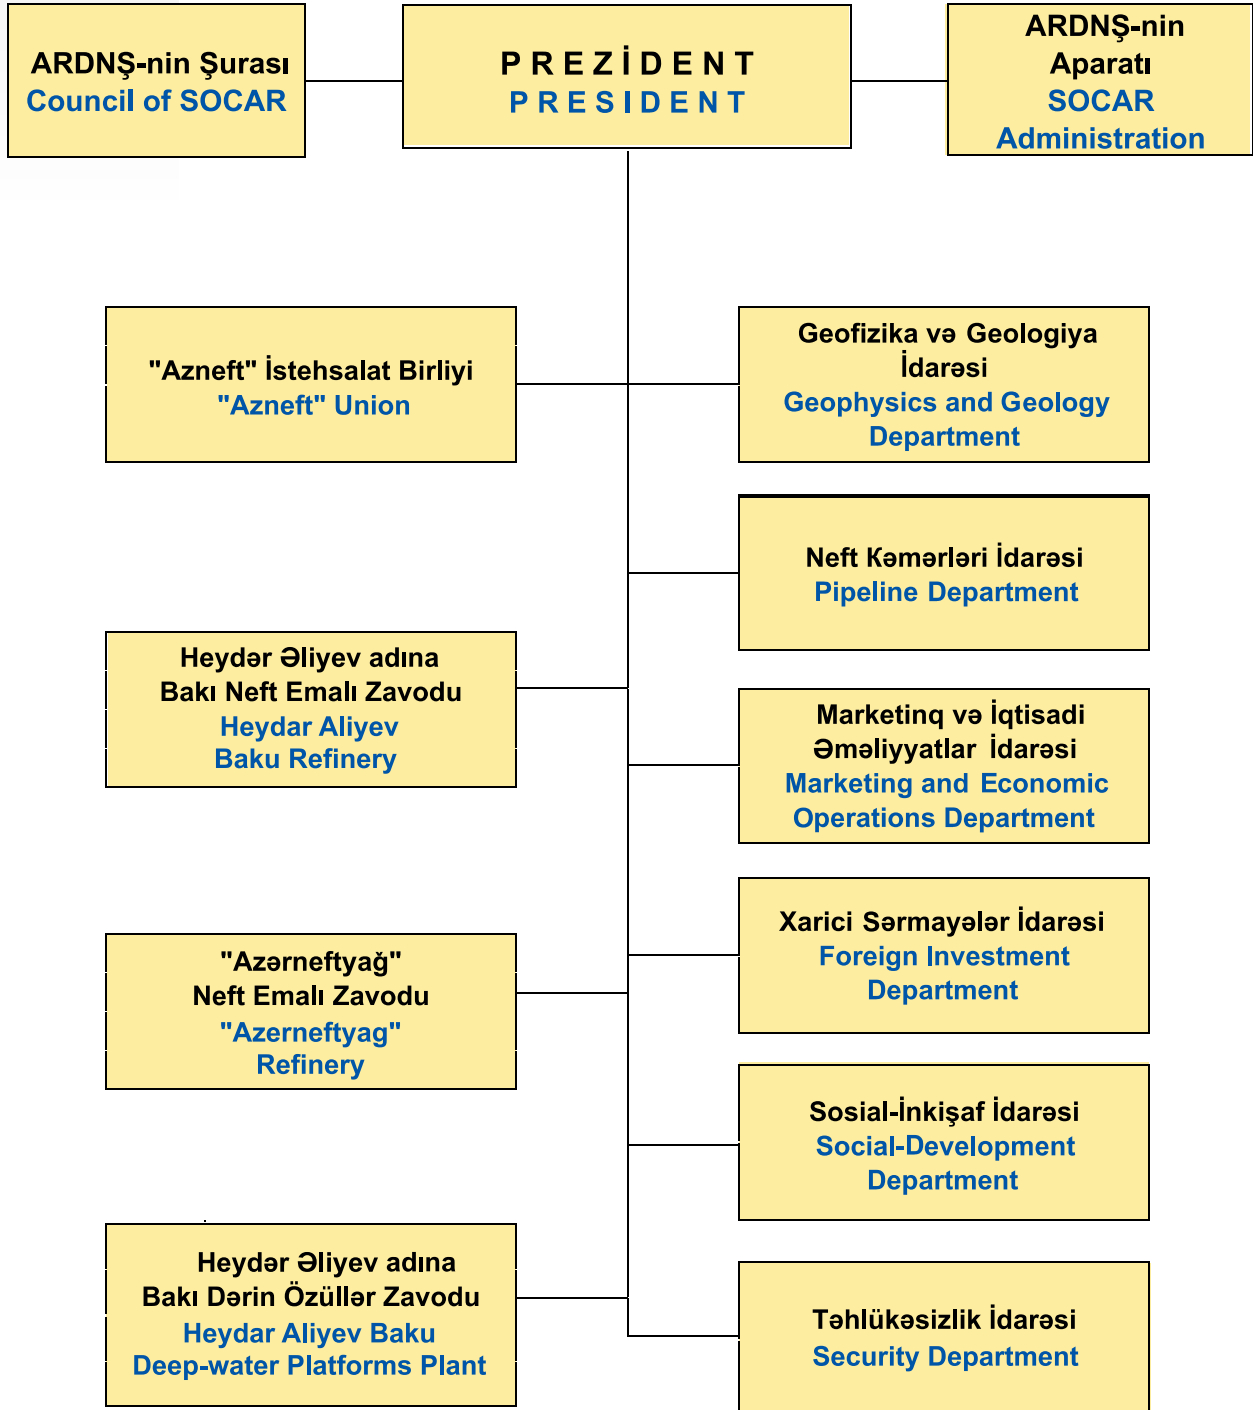 ARDNŞ-nin Şurası
Council of SOCAR
PREZİDENT
PRESIDENT
ARDNŞ-nin
Aparatı
SOCAR
Administration
"Azneft" İstehsalat Birliyi
"Azneft" Union
Geofizika və Geologiya
İdarəsi
Geophysics and Geology
Department
Neft Kəmərləri İdarəsi
Pipeline Department
Heydər Əliyev adına
Bakı Neft Emalı Zavodu
Heydar Aliyev
Baku Refinery
Marketinq və İqtisadi
Əməliyyatlar İdarəsi
Marketing and Economic
Operations Department
Xarici Sərmayələr İdarəsi
Foreign Investment
Department
"Azərneftyağ"
Neft Emalı Zavodu
"Azerneftyag"
Refinery
Sosial-İnkişaf İdarəsi
Social-Development
Department
Heydər Əliyev adına
Bakı Dərin Özüllər Zavodu
Heydar Aliyev Baku
Deep-water Platforms Plant
Təhlükəsizlik İdarəsi
Security Department